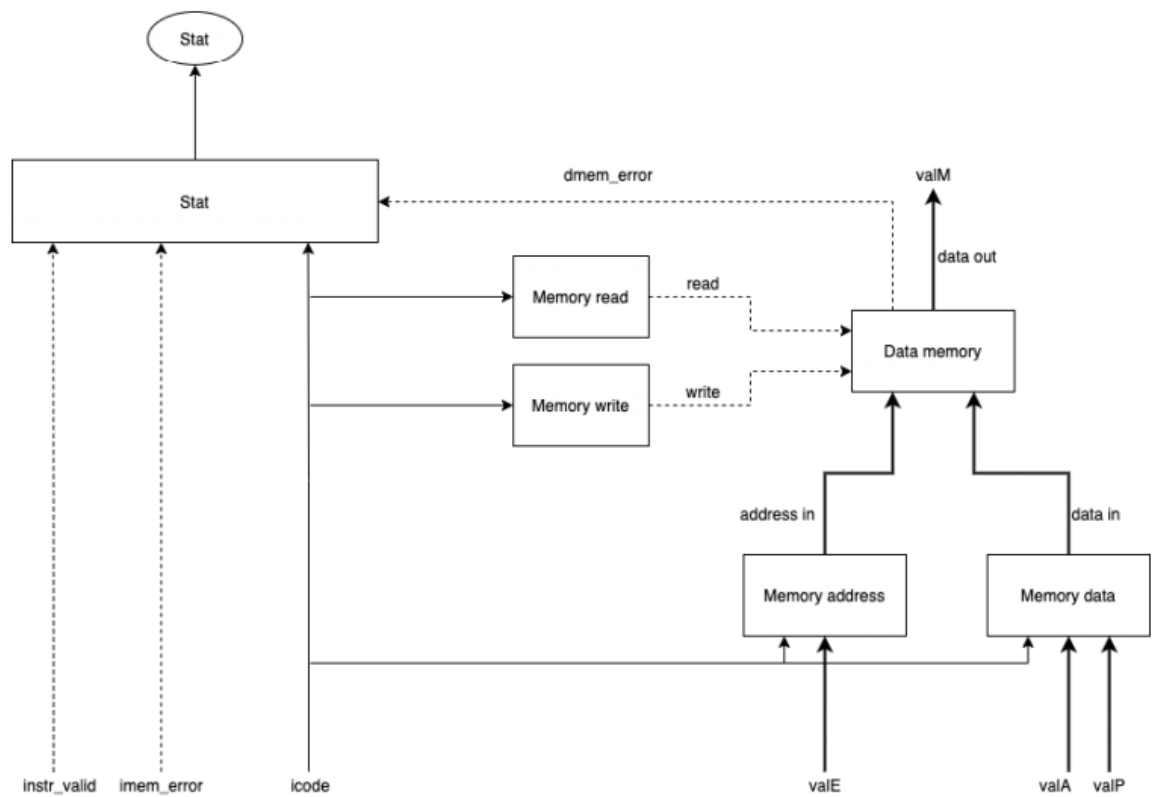 Stat
Stat
dmem_error
valM
data out
Memory read
read
Data memory
Memory write
write
address in
data in
Memory address
Memory data
instr_valid
imem_error
icode
valE
valA
valP